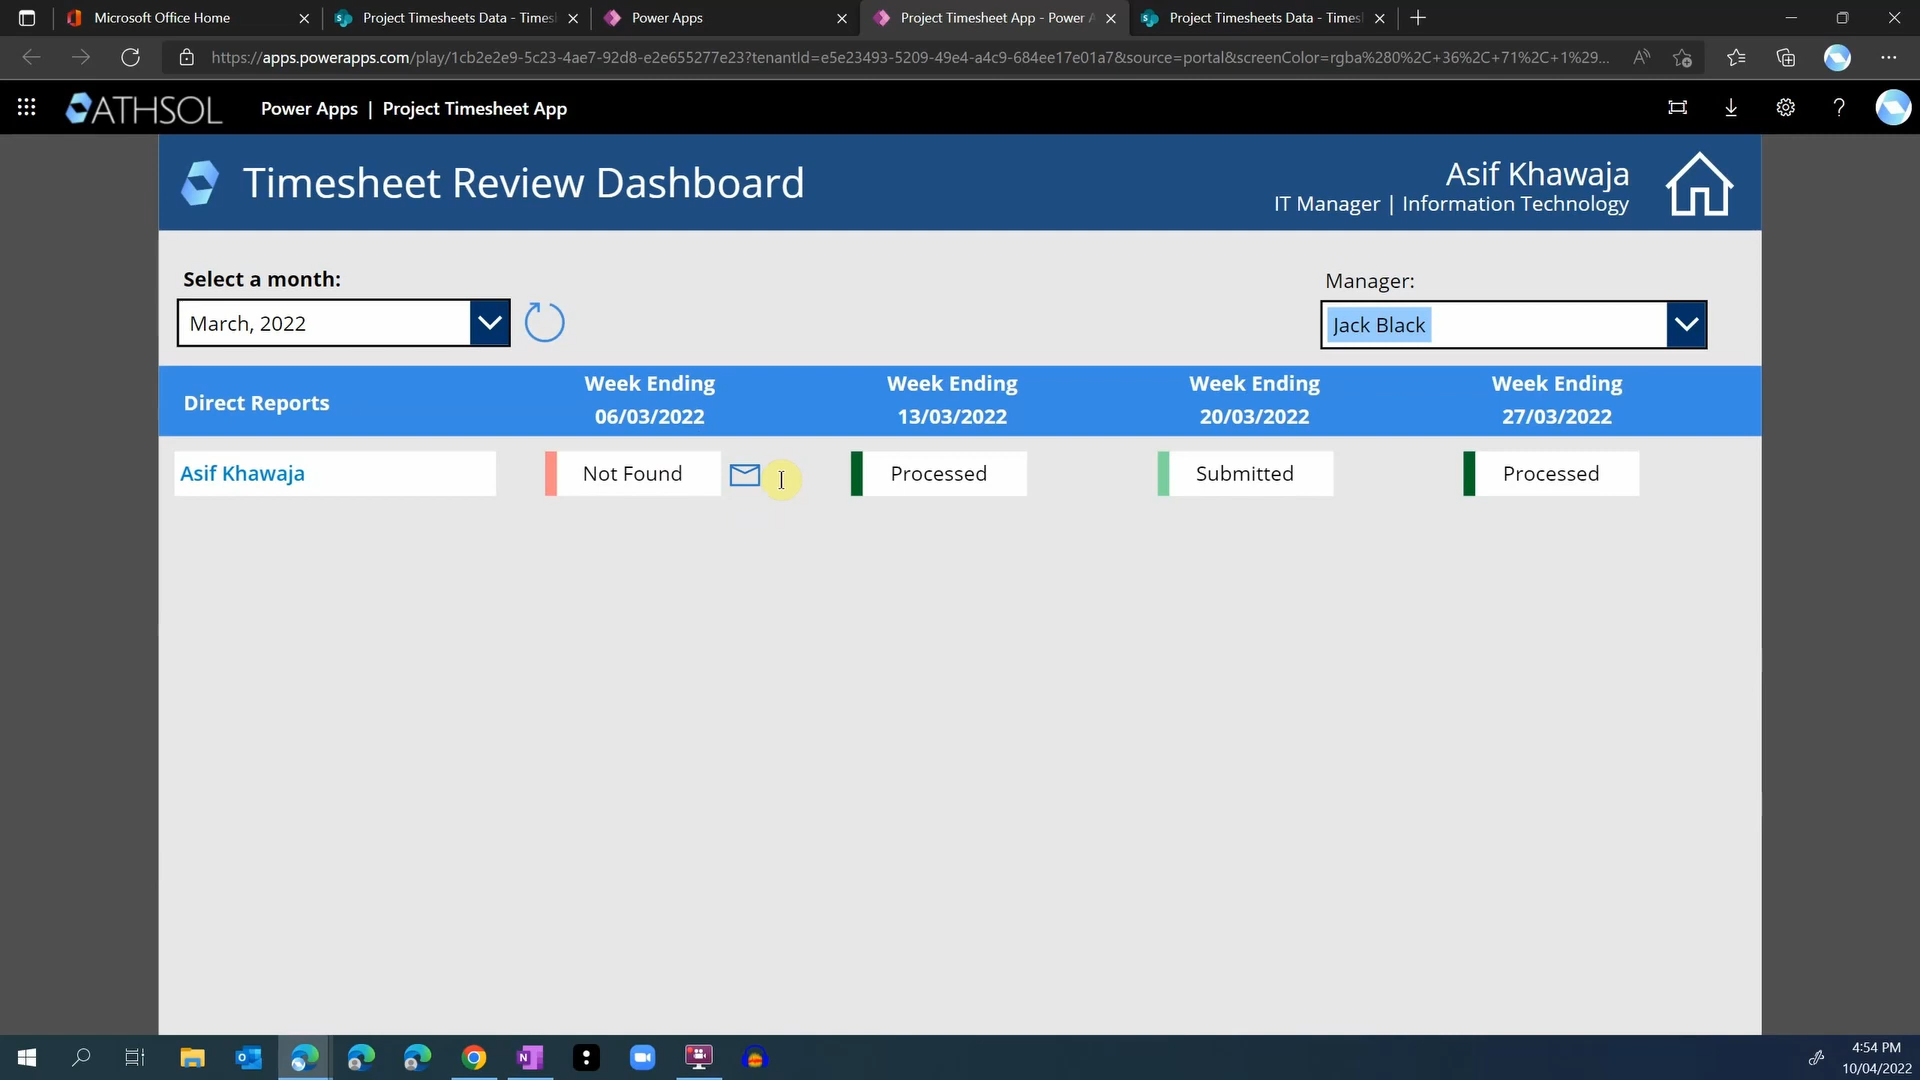 Microsoft Office Home
Project Timesheets Data - Times
Power Apps
Project Timesheet App - Power A
Project Timesheets Data - Times
https://apps.powerapps.com/play/1cb2e2e9-5c23-4ae7-92d8-e2e655277e23?tenantId=e5e23493-5209-49e4-a4c9-684ee17e01a7&source=portal&screenColor=rgba%280%2C+36%2C+71%2C+1%29...
ATHSOL
Power Apps | Project Timesheet App
Timesheet Review Dashboard
Asif Khawaja
IT Manager | Information Technology
Select a month:
March, 2022
Manager:
Jack Black
Direct Reports
Week Ending
06/03/2022
Week Ending
13/03/2022
Week Ending
20/03/2022
Week Ending
27/03/2022
Asif Khawaja
Not Found
Processed
Submitted
Processed
4:54 PM
10/04/2022